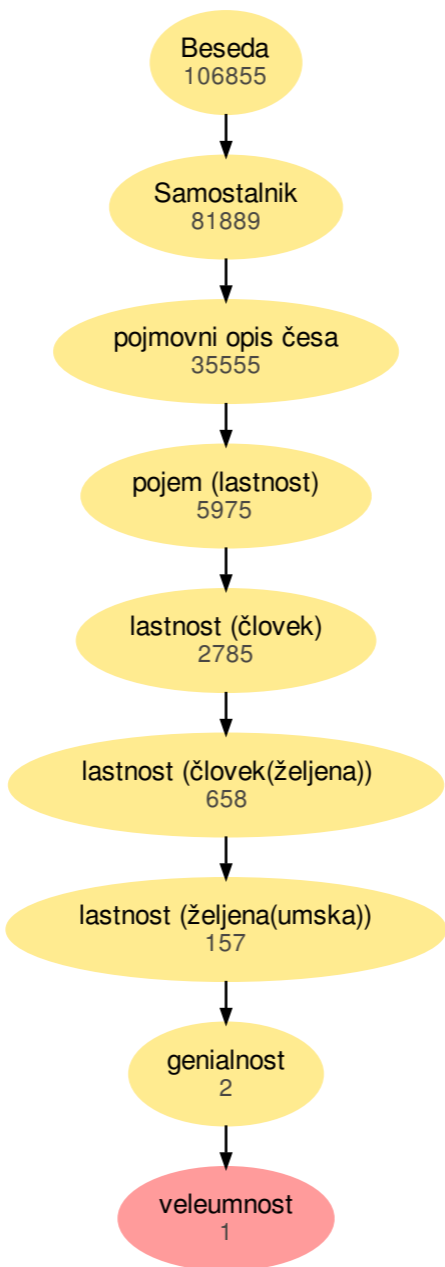 Beseda
106855
Samostalnik
81889
pojmovni opis česa
35555
pojem (lastnost)
5975
lastnost (človek)
2785
lastnost (človek(željena))
658
lastnost (željena(umska))
157
genialnost
2
veleumnost
1